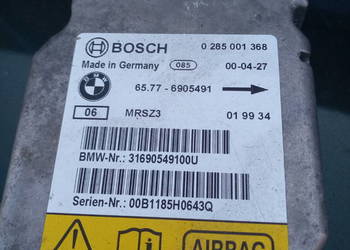 BOSCH 0 285 001 368
Made in Germany 085 00-04-27
BMW 65.77 - 6905491
06 MRSZ3 01 99 34
BMW-Nr.: 31690549100U
Serien-Nr.: 00B1185H0643Q
AIRBAG